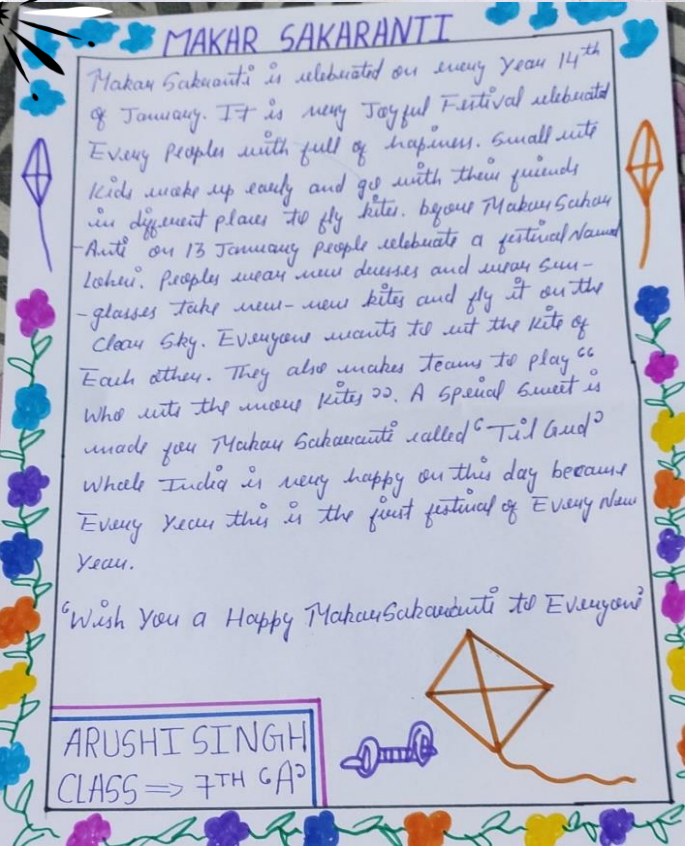 MAKAR SAKARANTI
Makar Sakranti is celebrated on every Year 14th
of January. It is very Joyful Festival celebrated
Every Peoples with full of hapiness. Small cute
Kids wake up early and go with their friends
in different places to fly kites. before Makar Sakar
-Anti on 13 January people celebrate a festival Named
Lohri. Peoples wear new dresses and wear sun-
-glasses take new-new kites and fly it on the
Clear Sky. Everyone wants to cut the Kite of
Each other. They also makes teams to play "
Who cuts the more Kites". A Special Sweet is
made for Makar Sakaranti called 'Til Gud'
Whole India is very happy on this day because
Every Year this is the first festival of Every New
Year.
'Wish You a Happy MakarSakaranti to Everyone'
ARUSHI SINGH
CLASS ⇒ 7TH 'A'